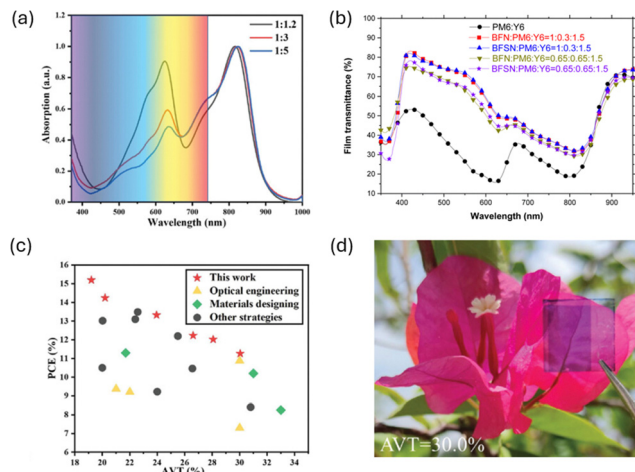 (a)
1:1.2
1:3
1:5
Absorption (a.u.)
1.0
0.8
0.6
0.4
0.2
0.0
400 500 600 700 800 900 1000
Wavelength (nm)
(b)
PM6:Y6
BFN:PM6:Y6=1:0.3:1.5
BFSN:PM6:Y6=1:0.3:1.5
BFN:PM6:Y6=0.65:0.65:1.5
BFSN:PM6:Y6=0.65:0.65:1.5
Film transmittance (%)
100
90
80
70
60
50
40
30
20
10
400 500 600 700 800 900
Wavelength (nm)
(c)
This work
Optical engineering
Materials designing
Other strategies
PCE (%)
16
15
14
13
12
11
10
9
8
7
6
20 22 24 26 28 30 32 34
AVT (%)
(d)
AVT=30.0%